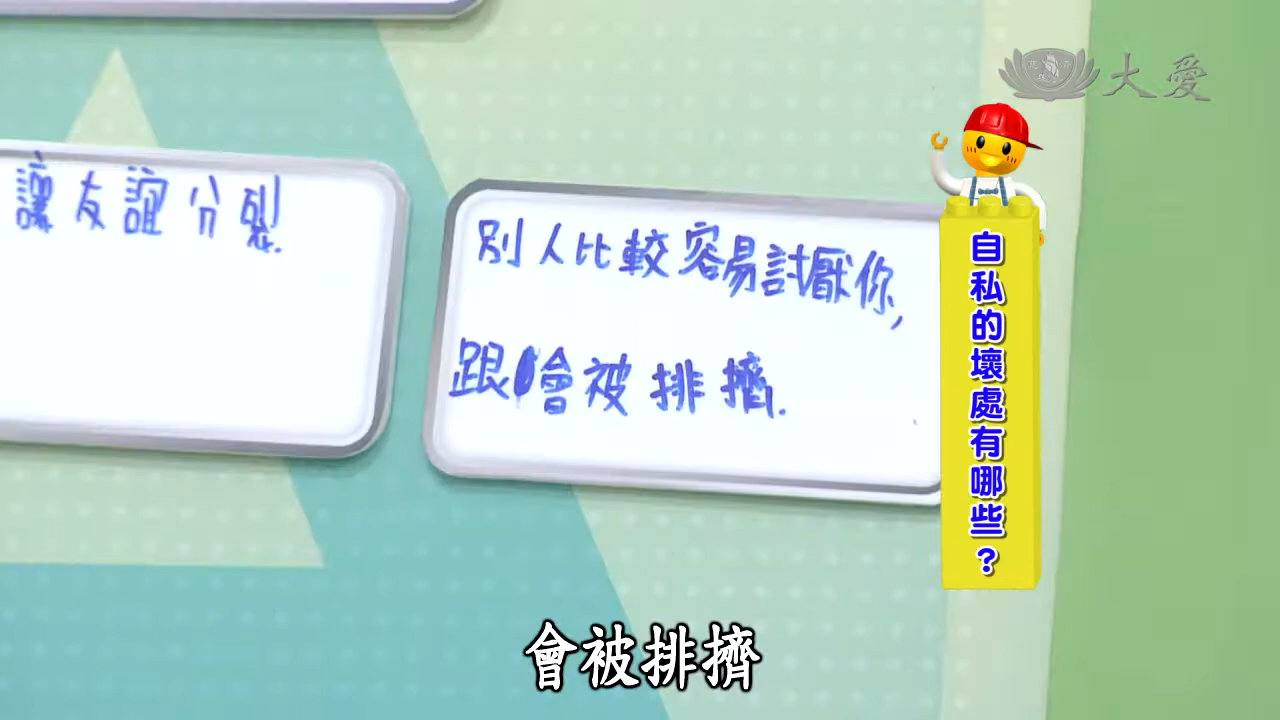 大愛
讓友誼分裂.
別人比較容易討厭你,
跟會被排擠.
自私的壞處有哪些？
會被排擠